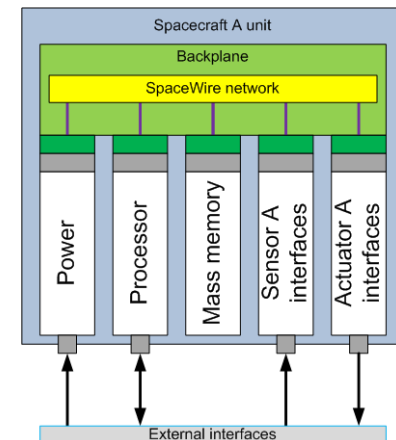 Spacecraft A unit
Backplane
SpaceWire network
Power
Processor
Mass memory
Sensor A
interfaces
Actuator A
interfaces
External interfaces